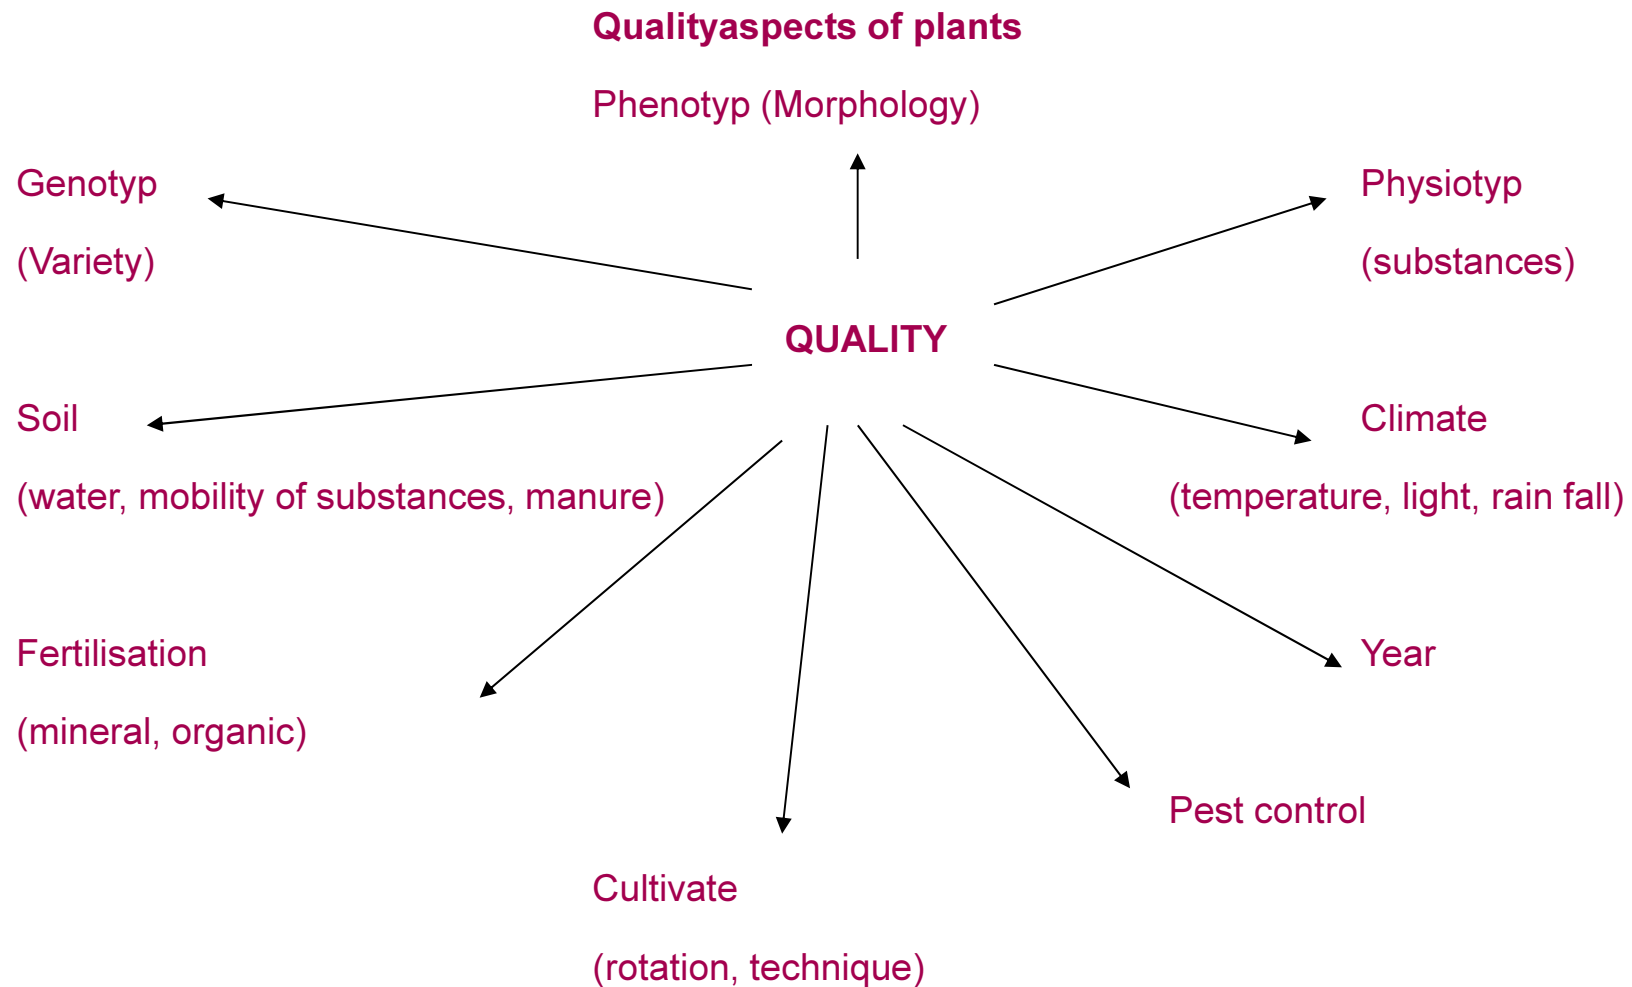 Qualityaspects of plants
Phenotyp (Morphology)
Genotyp
(Variety)
Physiotyp
(substances)
QUALITY
Soil
(water, mobility of substances, manure)
Climate
(temperature, light, rain fall)
Fertilisation
(mineral, organic)
Year
Pest control
Cultivate
(rotation, technique)